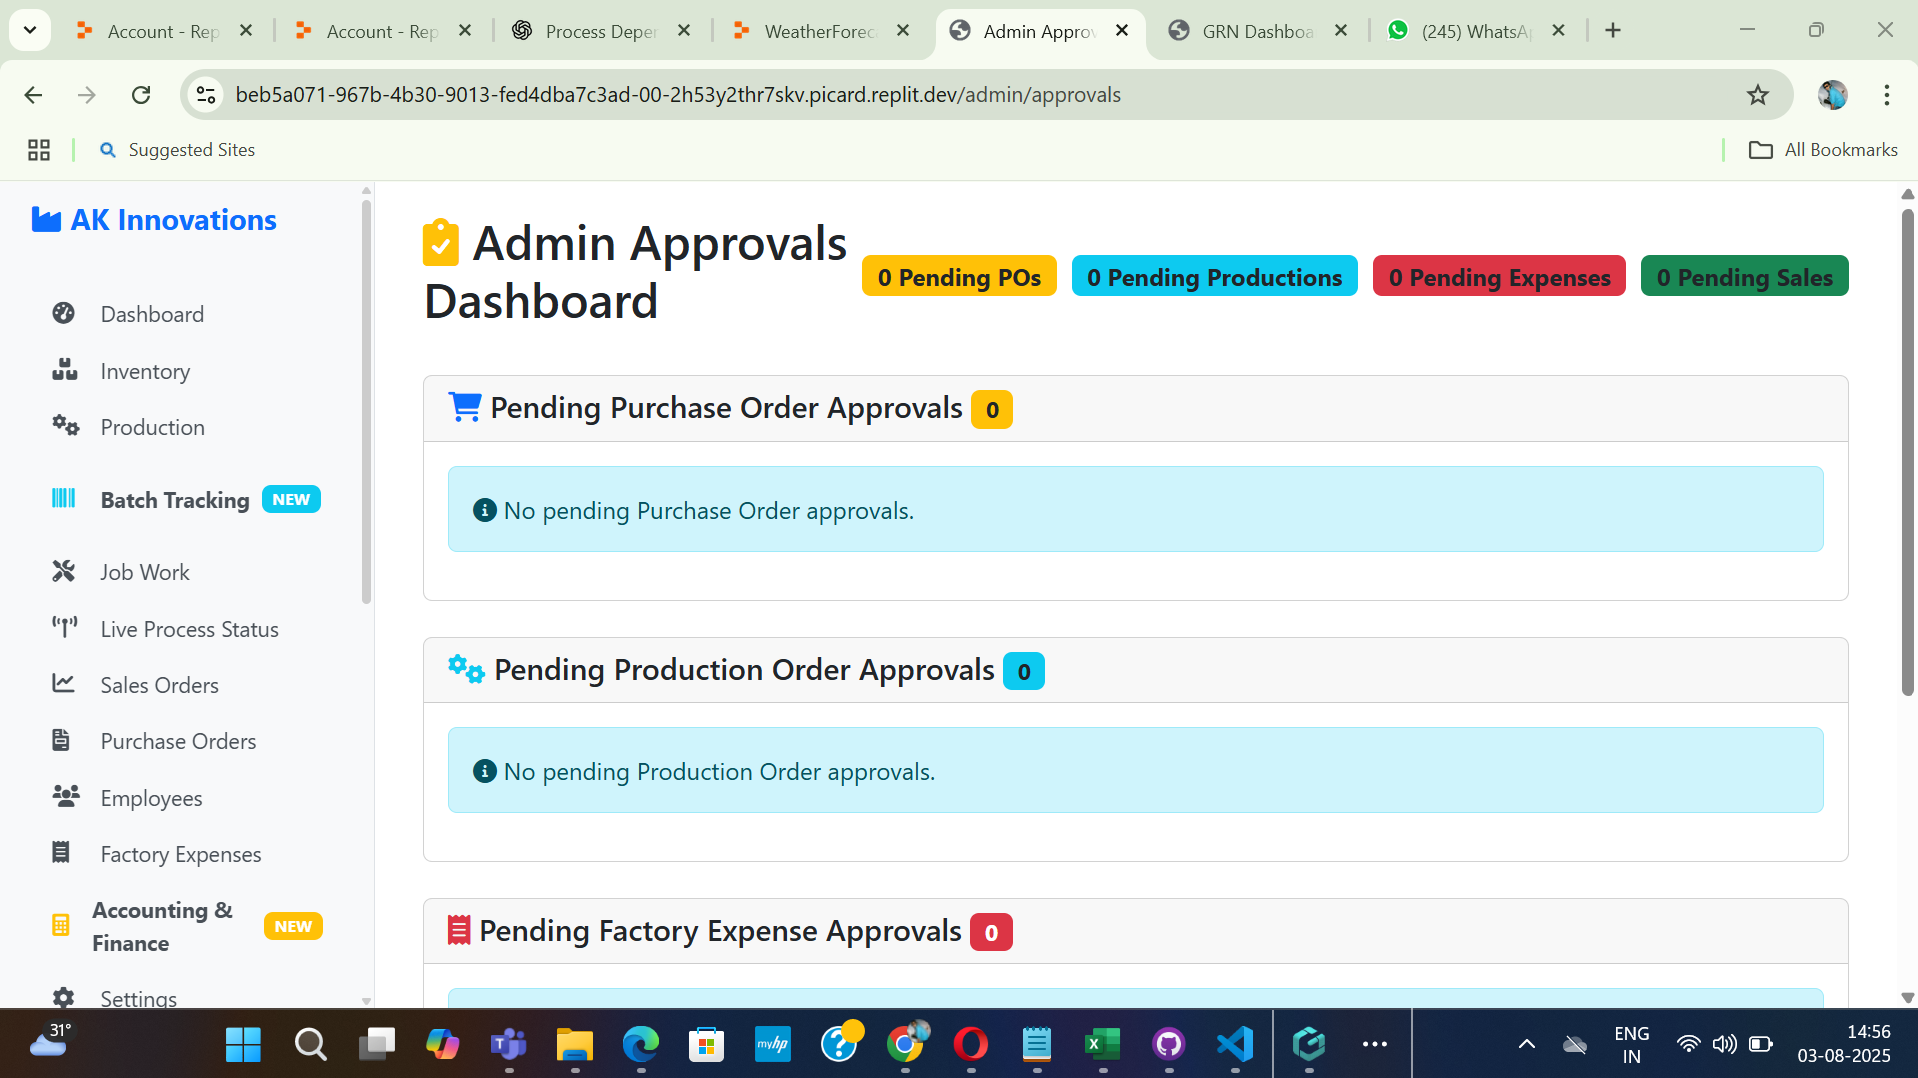 Account - Rep
Account - Rep
Process Deper
WeatherForec
Admin Approv
GRN Dashboa
(245) WhatsA
beb5a071-967b-4b30-9013-fed4dba7c3ad-00-2h53y2thr7skv.picard.replit.dev/admin/approvals
Suggested Sites
All Bookmarks
AK Innovations
Dashboard
Inventory
Production
Batch Tracking NEW
Job Work
Live Process Status
Sales Orders
Purchase Orders
Employees
Factory Expenses
Accounting &
Finance
NEW
Settings
Admin Approvals
Dashboard
0 Pending POs
0 Pending Productions
0 Pending Expenses
0 Pending Sales
Pending Purchase Order Approvals 0
No pending Purchase Order approvals.
Pending Production Order Approvals 0
No pending Production Order approvals.
Pending Factory Expense Approvals 0
31°
myhp
ENG
IN
14:56
03-08-2025